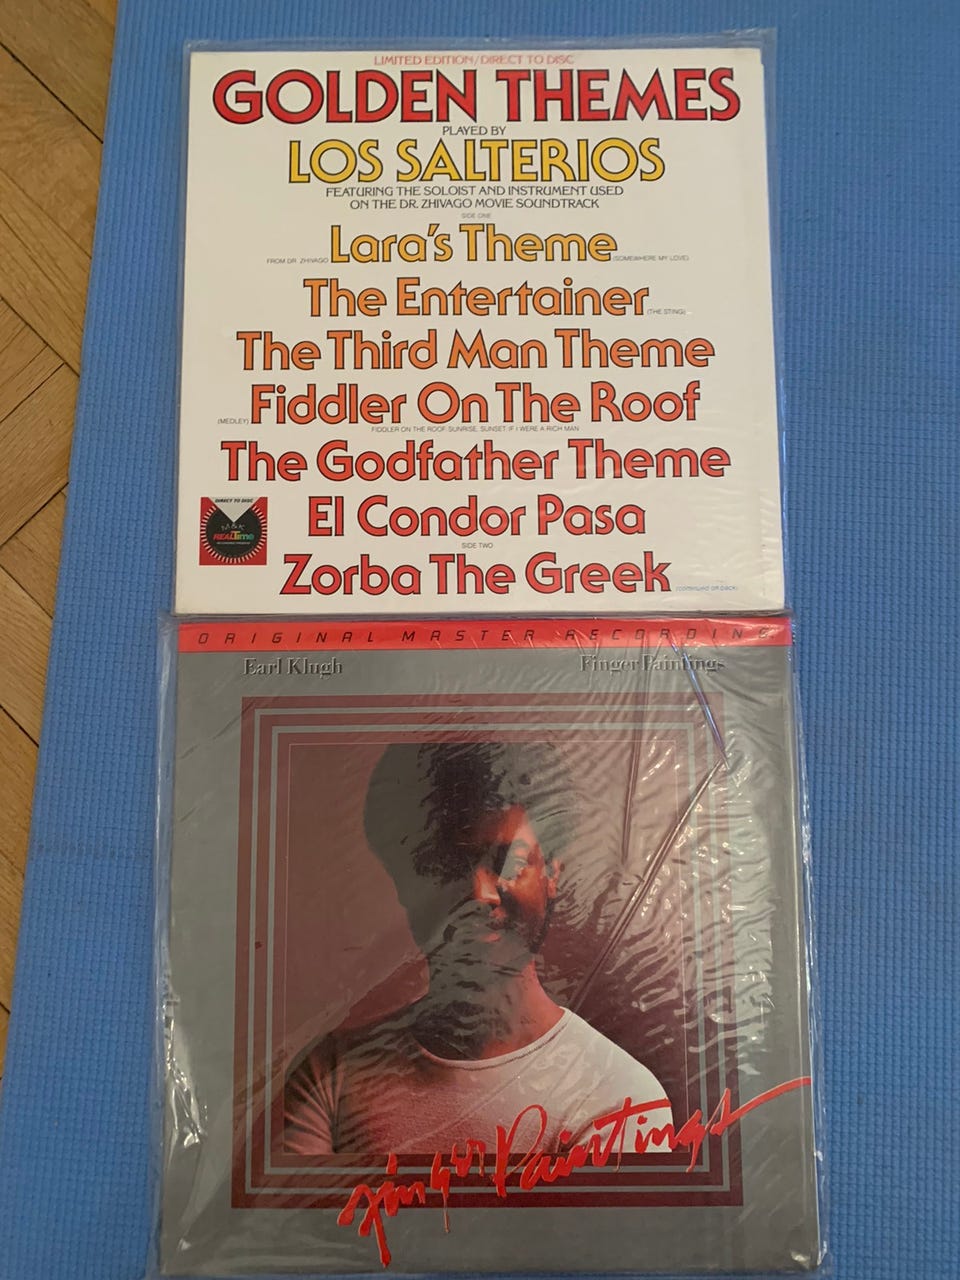 LIMITED EDITION/DIRECT TO DISC
GOLDEN THEMES
PLAYED BY
LOS SALTERIOS
FEATURING THE SOLOIST AND INSTRUMENT USED
ON THE DR. ZHIVAGO MOVIE SOUNDTRACK
SIDE ONE
FROM DR. ZHIVAGO Lara's Theme (SOMEWHERE MY LOVE)
The Entertainer (THE STING)
The Third Man Theme
(MEDLEY) Fiddler On The Roof
FIDDLER ON THE ROOF, SUNRISE, SUNSET, IF I WERE A RICH MAN
The Godfather Theme
El Condor Pasa
SIDE TWO
Zorba The Greek (continued on back)
DIRECT TO DISC
M&K
REALTime
ORIGINAL MASTER RECORDING
Earl Klugh Finger Paintings
Finger Paintings